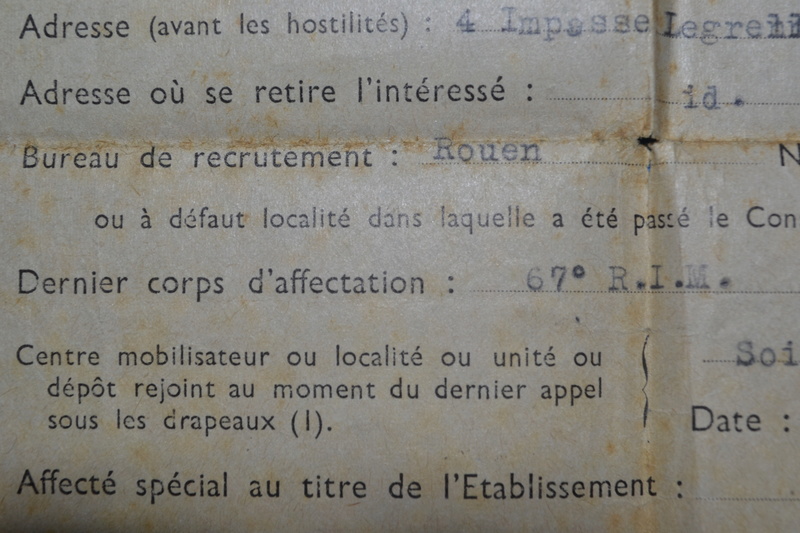 Adresse (avant les hostilités) : 4 Impasse
Adresse où se retire l'intéressé : id.
Bureau de recrutement : Rouen N
ou à défaut localité dans laquelle a été passé le Con
Dernier corps d'affectation : 67° R.I.M.
Centre mobilisateur ou localité ou unité ou
dépôt rejoint au moment du dernier appel
sous les drapeaux (1).
Soi
Date :
Affecté spécial au titre de l'Etablissement :